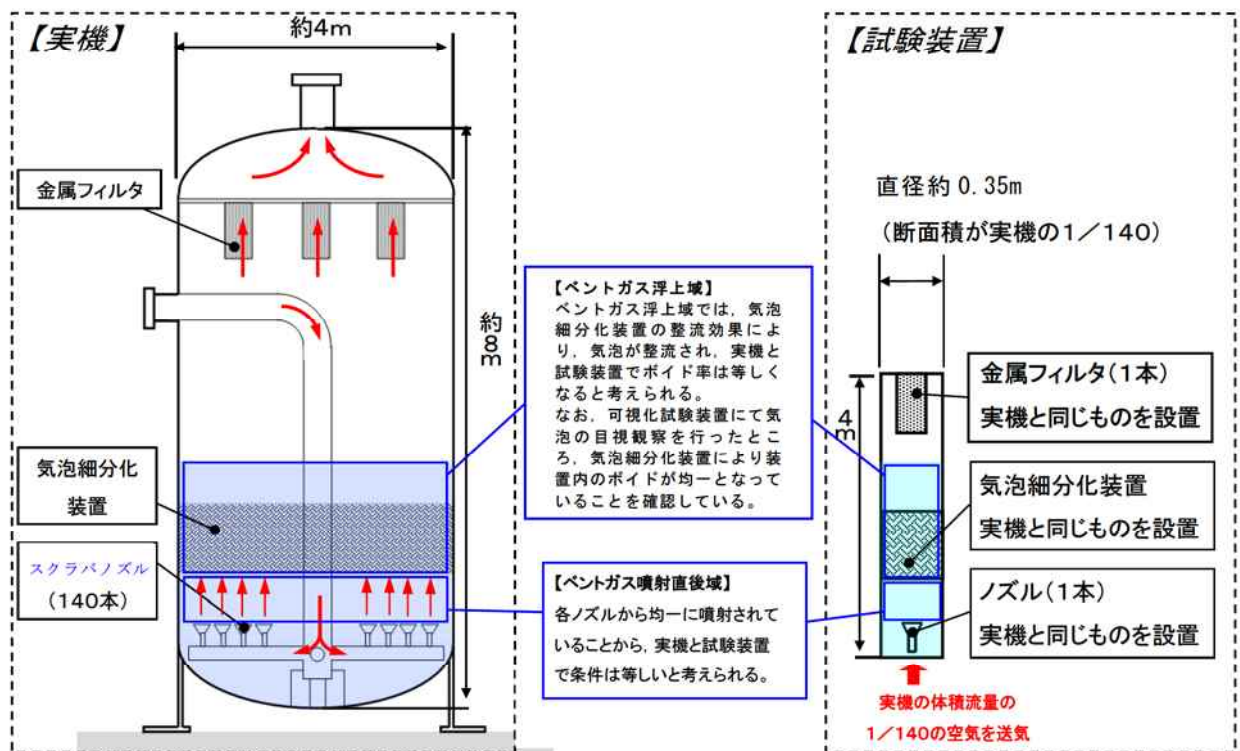 【実機】
約4m
金属フィルタ
約8m
気泡細分化
装置
スクラバノズル
(140本)
【ベントガス浮上域】
ベントガス浮上域では，気泡
細分化装置の整流効果によ
り，気泡が整流され，実機と
試験装置でボイド率は等しく
なると考えられる。
なお，可視化試験装置にて気
泡の目視観察を行ったとこ
ろ，気泡細分化装置により装
置内のボイドが均一となって
いることを確認している。
【ベントガス噴射直後域】
各ノズルから均一に噴射されて
いることから，実機と試験装置
で条件は等しいと考えられる。
【試験装置】
直径約0.35m
(断面積が実機の1／140)
4m
金属フィルタ(1本)
実機と同じものを設置
気泡細分化装置
実機と同じものを設置
ノズル(1本)
実機と同じものを設置
実機の体積流量の
1／140の空気を送気